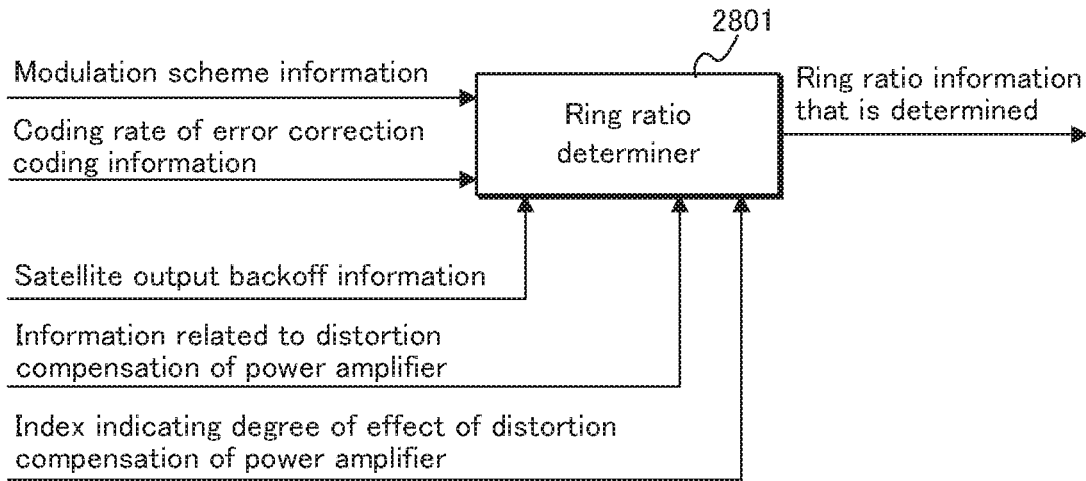 2801
Modulation scheme information
Coding rate of error correction
coding information
Ring ratio
determiner
Ring ratio information
that is determined
Satellite output backoff information
Information related to distortion
compensation of power amplifier
Index indicating degree of effect of distortion
compensation of power amplifier